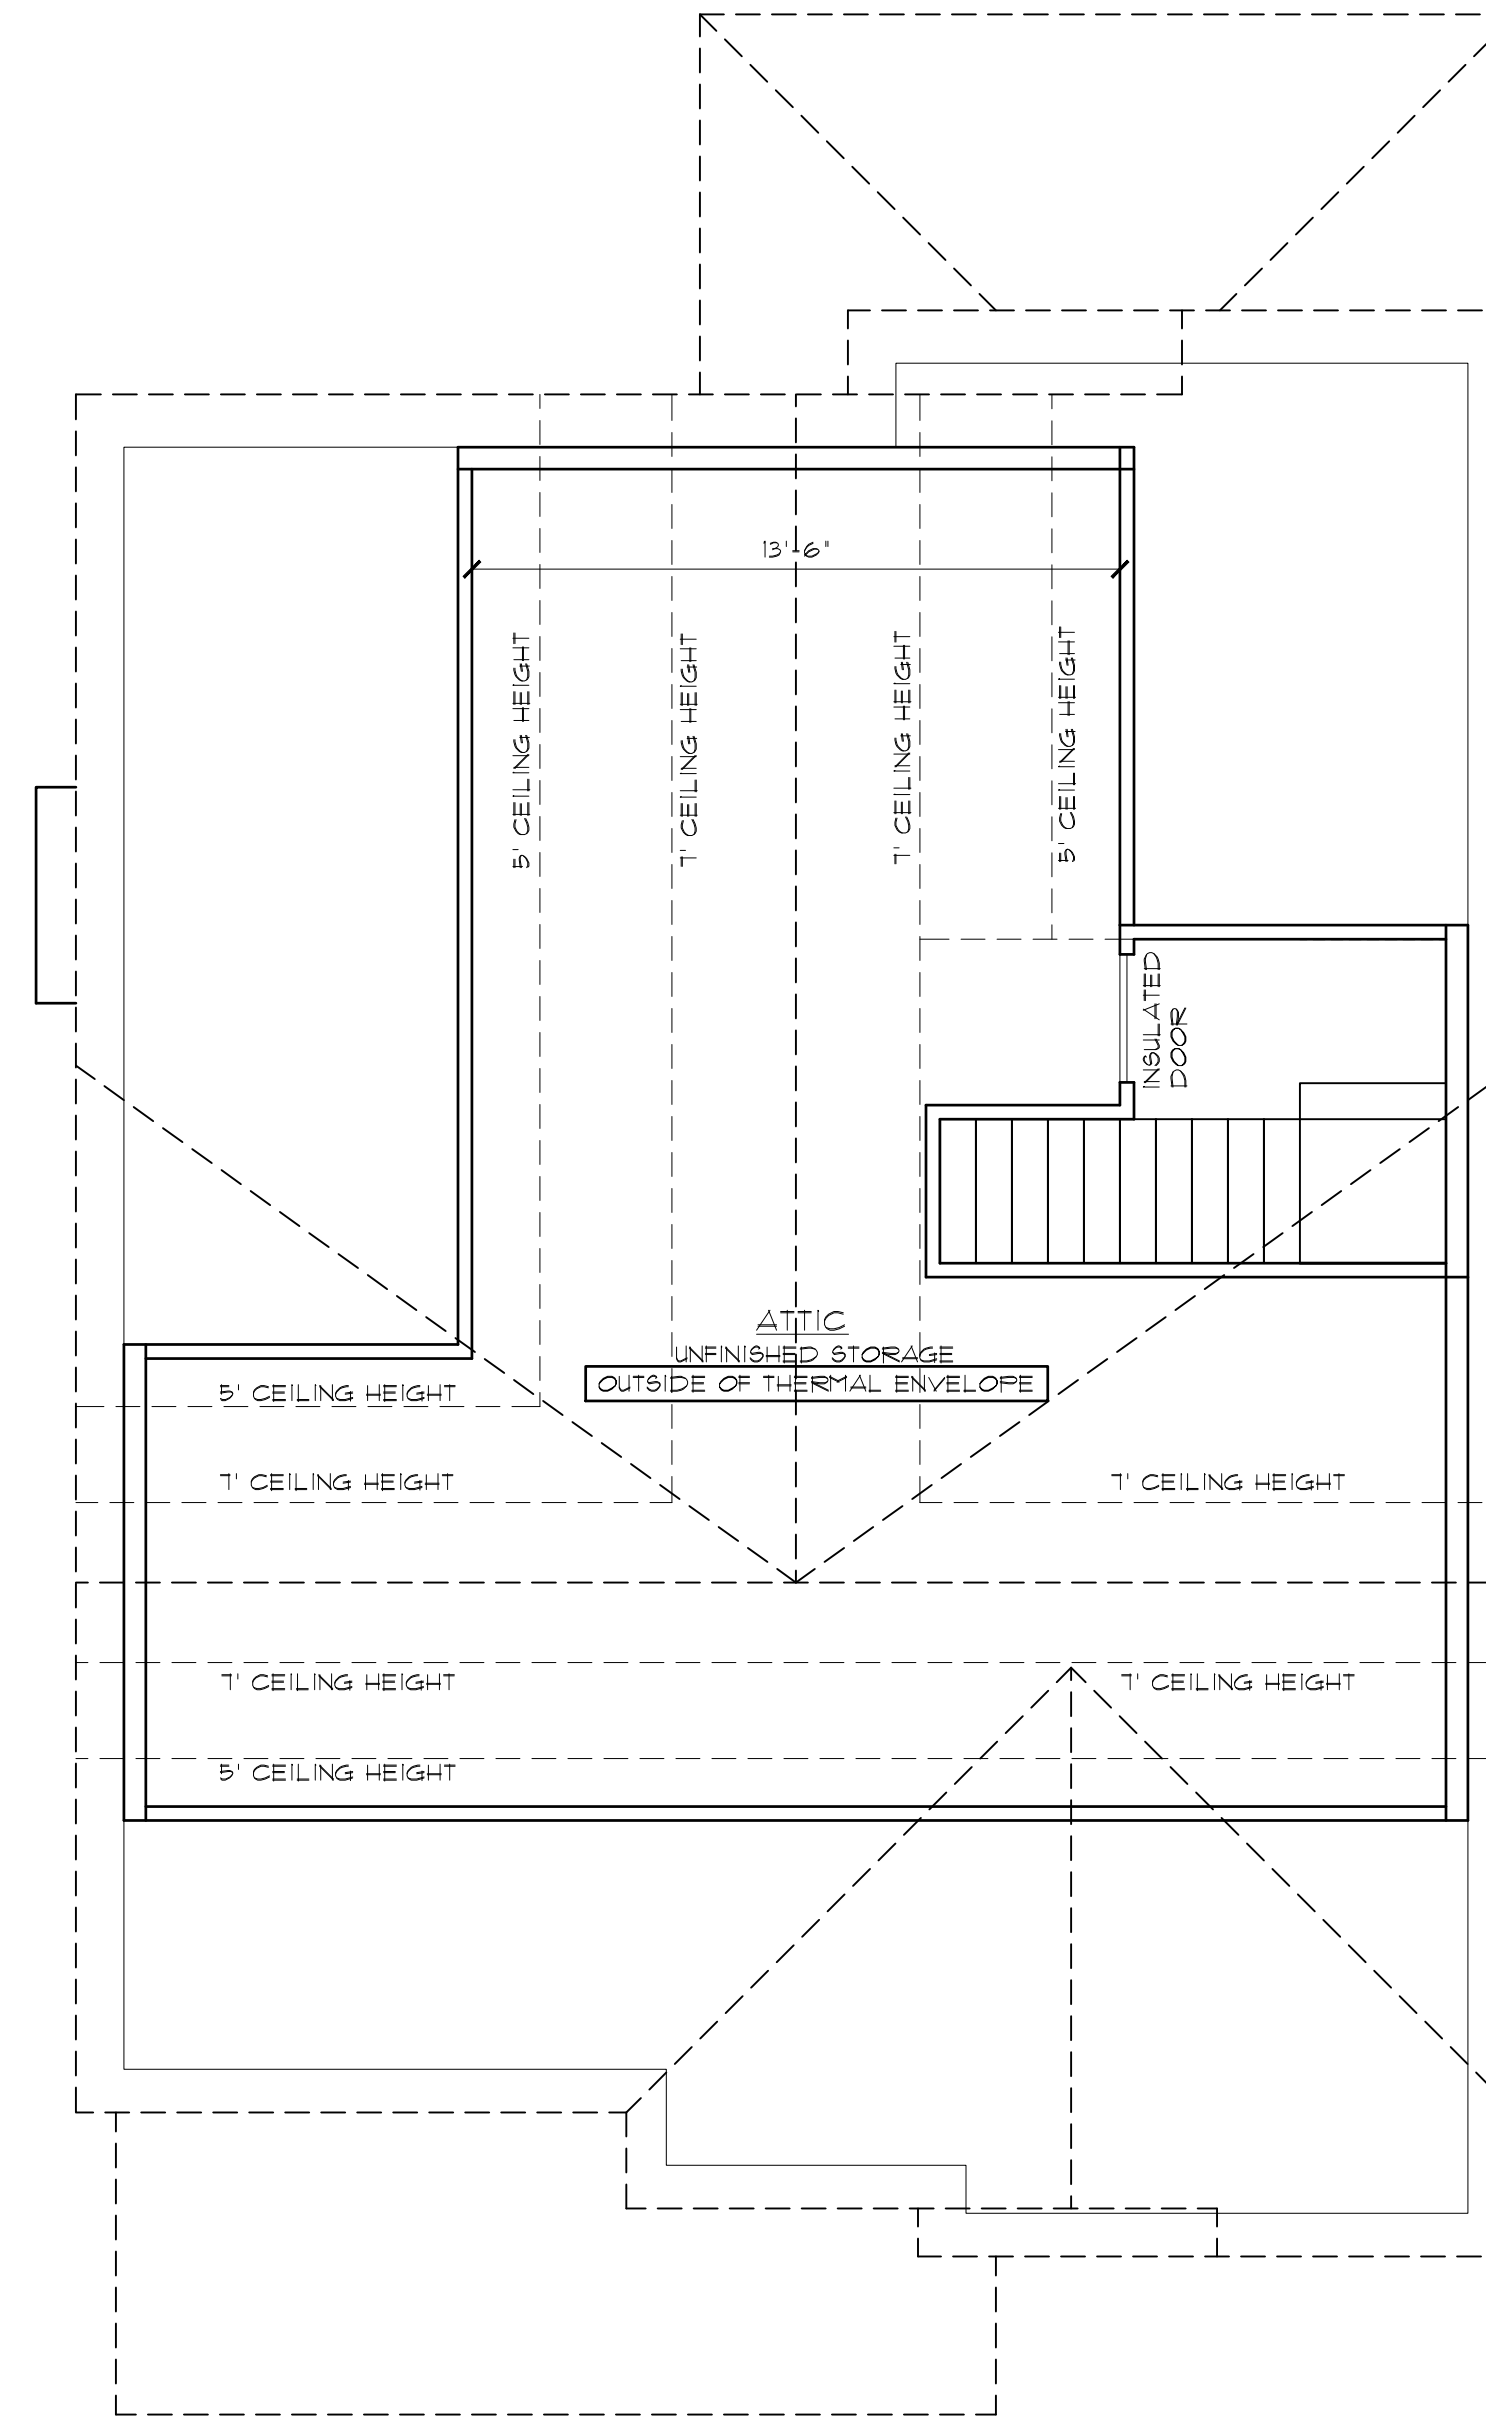 13'-6"
5' CEILING HEIGHT
7' CEILING HEIGHT
7' CEILING HEIGHT
5' CEILING HEIGHT
INSULATED
DOOR
ATTIC
UNFINISHED STORAGE
OUTSIDE OF THERMAL ENVELOPE
5' CEILING HEIGHT
7' CEILING HEIGHT
7' CEILING HEIGHT
7' CEILING HEIGHT
7' CEILING HEIGHT
5' CEILING HEIGHT